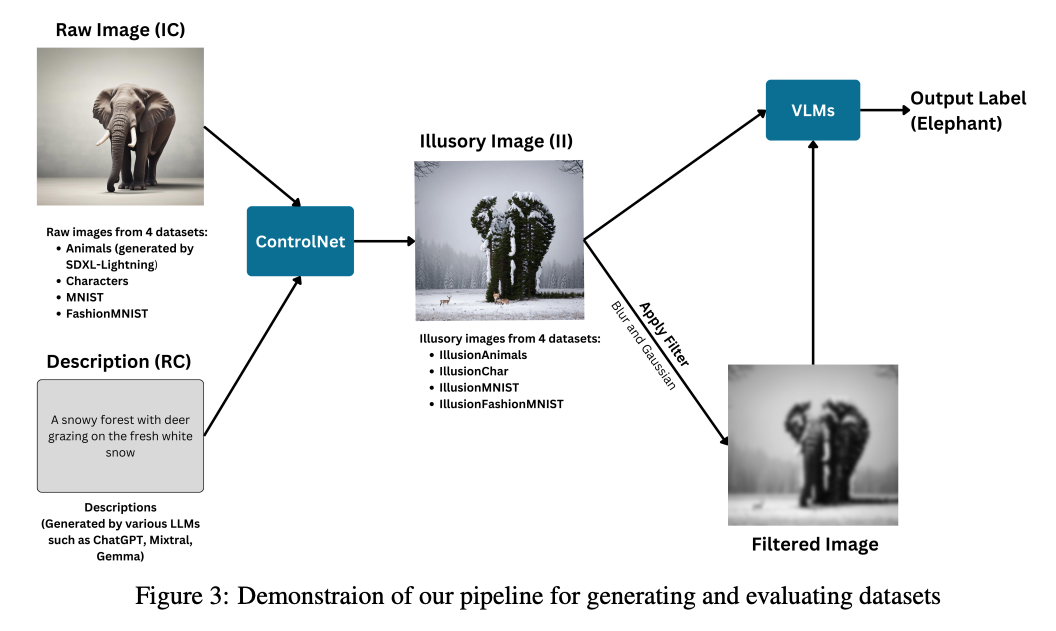 Raw Image (IC)
Raw images from 4 datasets:
• Animals (generated by
SDXL-Lightning)
• Characters
• MNIST
• FashionMNIST
Description (RC)
A snowy forest with deer
grazing on the fresh white
snow
Descriptions
(Generated by various LLMs
such as ChatGPT, Mixtral,
Gemma)
ControlNet
Illusory Image (II)
Illusory images from 4 datasets:
• IllusionAnimals
• IllusionChar
• IllusionMNIST
• IllusionFashionMNIST
Apply Filter
Blur and Gaussian
Filtered Image
VLMs
Output Label
(Elephant)
Figure 3: Demonstraion of our pipeline for generating and evaluating datasets